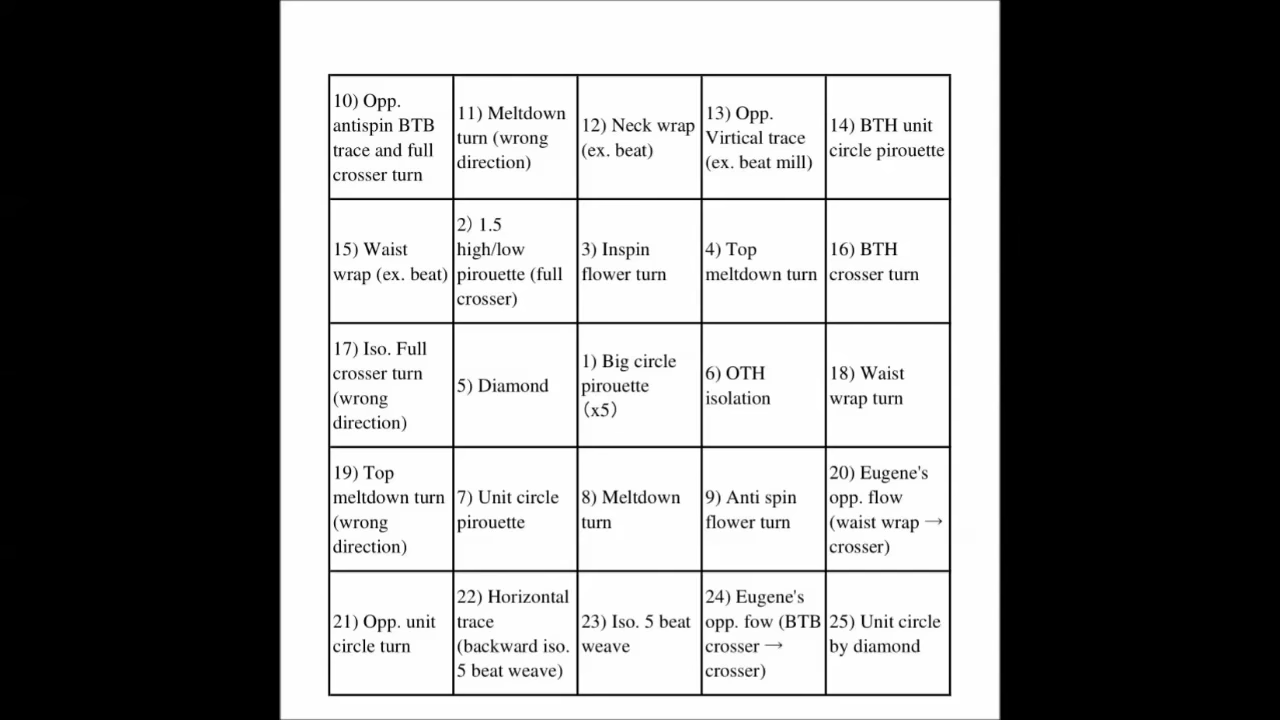 10) Opp.
antispin BTB
trace and full
crosser turn
11) Meltdown
turn (wrong
direction)
12) Neck wrap
(ex. beat)
13) Opp.
Virtical trace
(ex. beat mill)
14) BTH unit
circle pirouette
15) Waist
wrap (ex. beat)
2) 1.5
high/low
pirouette (full
crosser)
3) Inspin
flower turn
4) Top
meltdown turn
16) BTH
crosser turn
17) Iso. Full
crosser turn
(wrong
direction)
5) Diamond
1) Big circle
pirouette
(x5)
6) OTH
isolation
18) Waist
wrap turn
19) Top
meltdown turn
(wrong
direction)
7) Unit circle
pirouette
8) Meltdown
turn
9) Anti spin
flower turn
20) Eugene's
opp. flow
(waist wrap →
crosser)
21) Opp. unit
circle turn
22) Horizontal
trace
(backward iso.
5 beat weave)
23) Iso. 5 beat
weave
24) Eugene's
opp. fow (BTB
crosser →
crosser)
25) Unit circle
by diamond